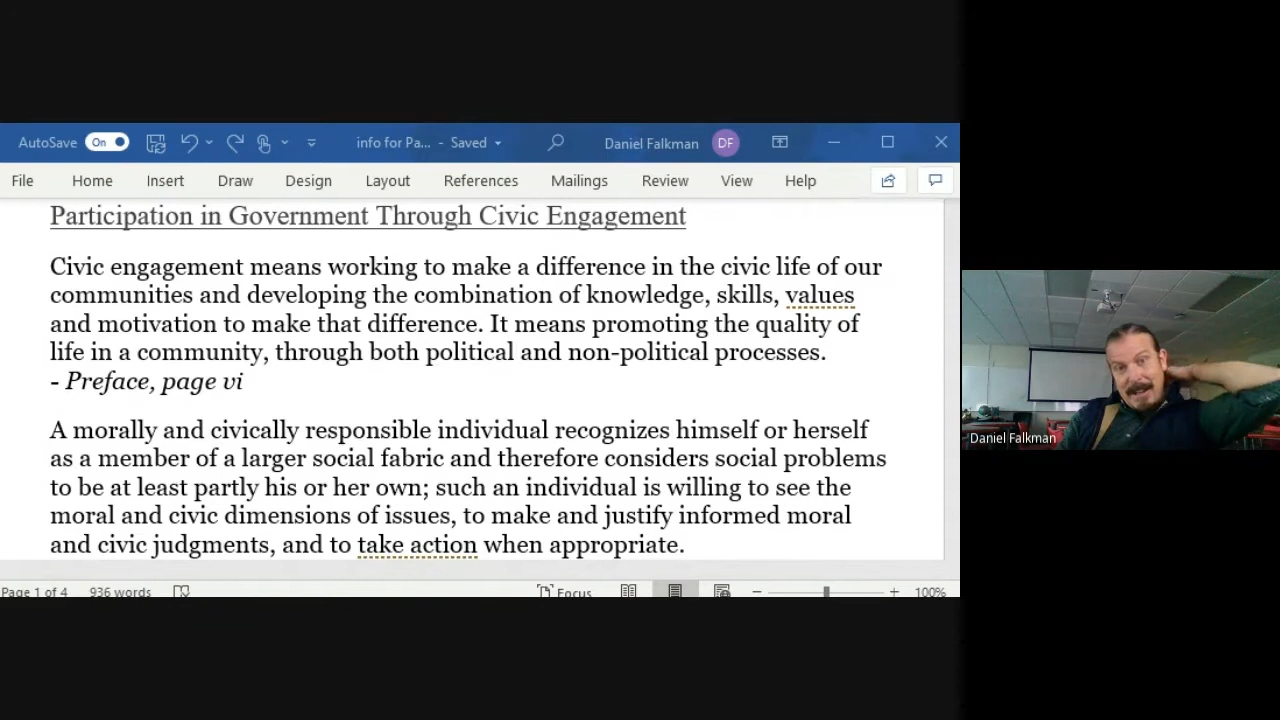 AutoSave On info for Pa... - Saved Daniel Falkman DF
File Home Insert Draw Design Layout References Mailings Review View Help
Participation in Government Through Civic Engagement
Civic engagement means working to make a difference in the civic life of our
communities and developing the combination of knowledge, skills, values
and motivation to make that difference. It means promoting the quality of
life in a community, through both political and non-political processes.
- Preface, page vi
A morally and civically responsible individual recognizes himself or herself
as a member of a larger social fabric and therefore considers social problems
to be at least partly his or her own; such an individual is willing to see the
moral and civic dimensions of issues, to make and justify informed moral
and civic judgments, and to take action when appropriate.
Page 1 of 4 936 words Focus 100%
Daniel Falkman